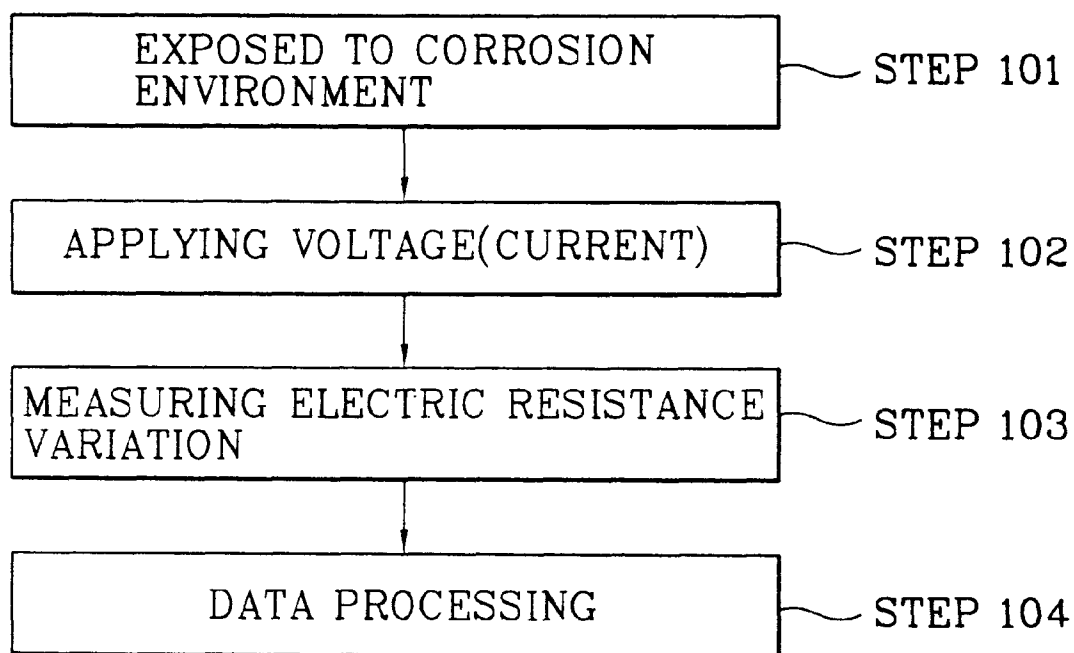 EXPOSED TO CORROSION
ENVIRONMENT
STEP 101
APPLYING VOLTAGE(CURRENT)
STEP 102
MEASURING ELECTRIC RESISTANCE
VARIATION
STEP 103
DATA PROCESSING
STEP 104